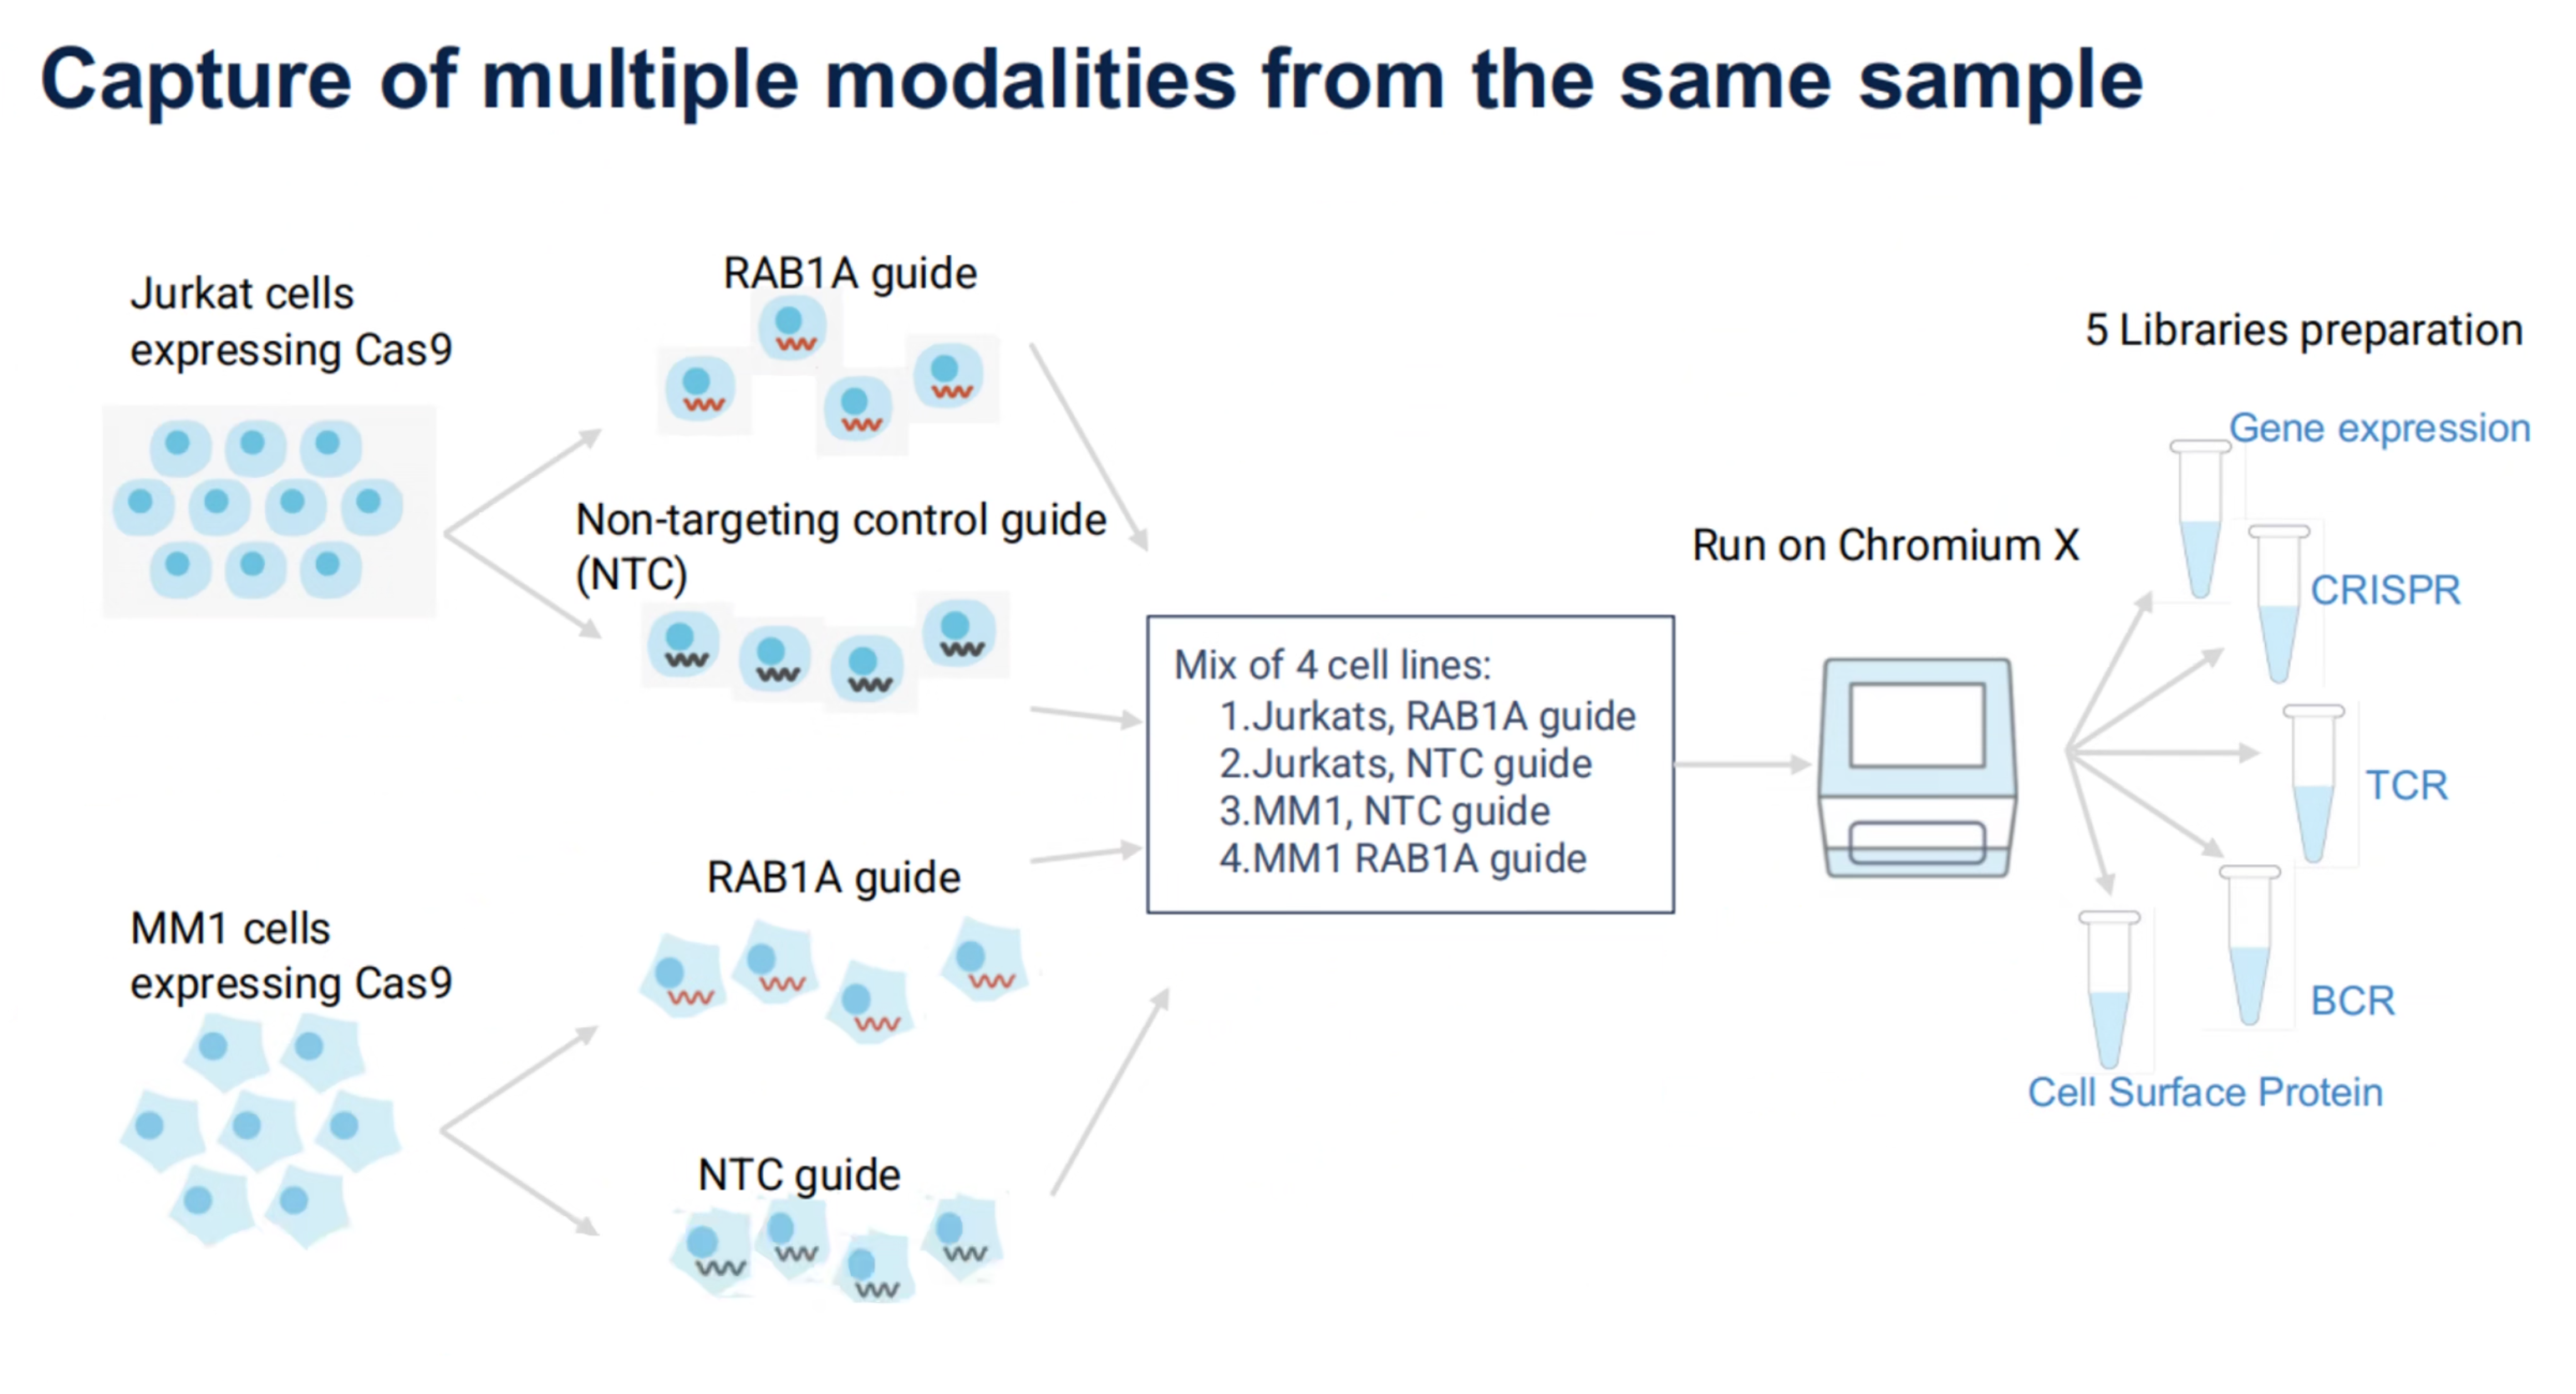 Capture of multiple modalities from the same sample
Jurkat cells
expressing Cas9
RAB1A guide
Non-targeting control guide
(NTC)
MM1 cells
expressing Cas9
RAB1A guide
NTC guide
Mix of 4 cell lines:
1.Jurkats, RAB1A guide
2.Jurkats, NTC guide
3.MM1, NTC guide
4.MM1 RAB1A guide
Run on Chromium X
5 Libraries preparation
Gene expression
CRISPR
TCR
BCR
Cell Surface Protein